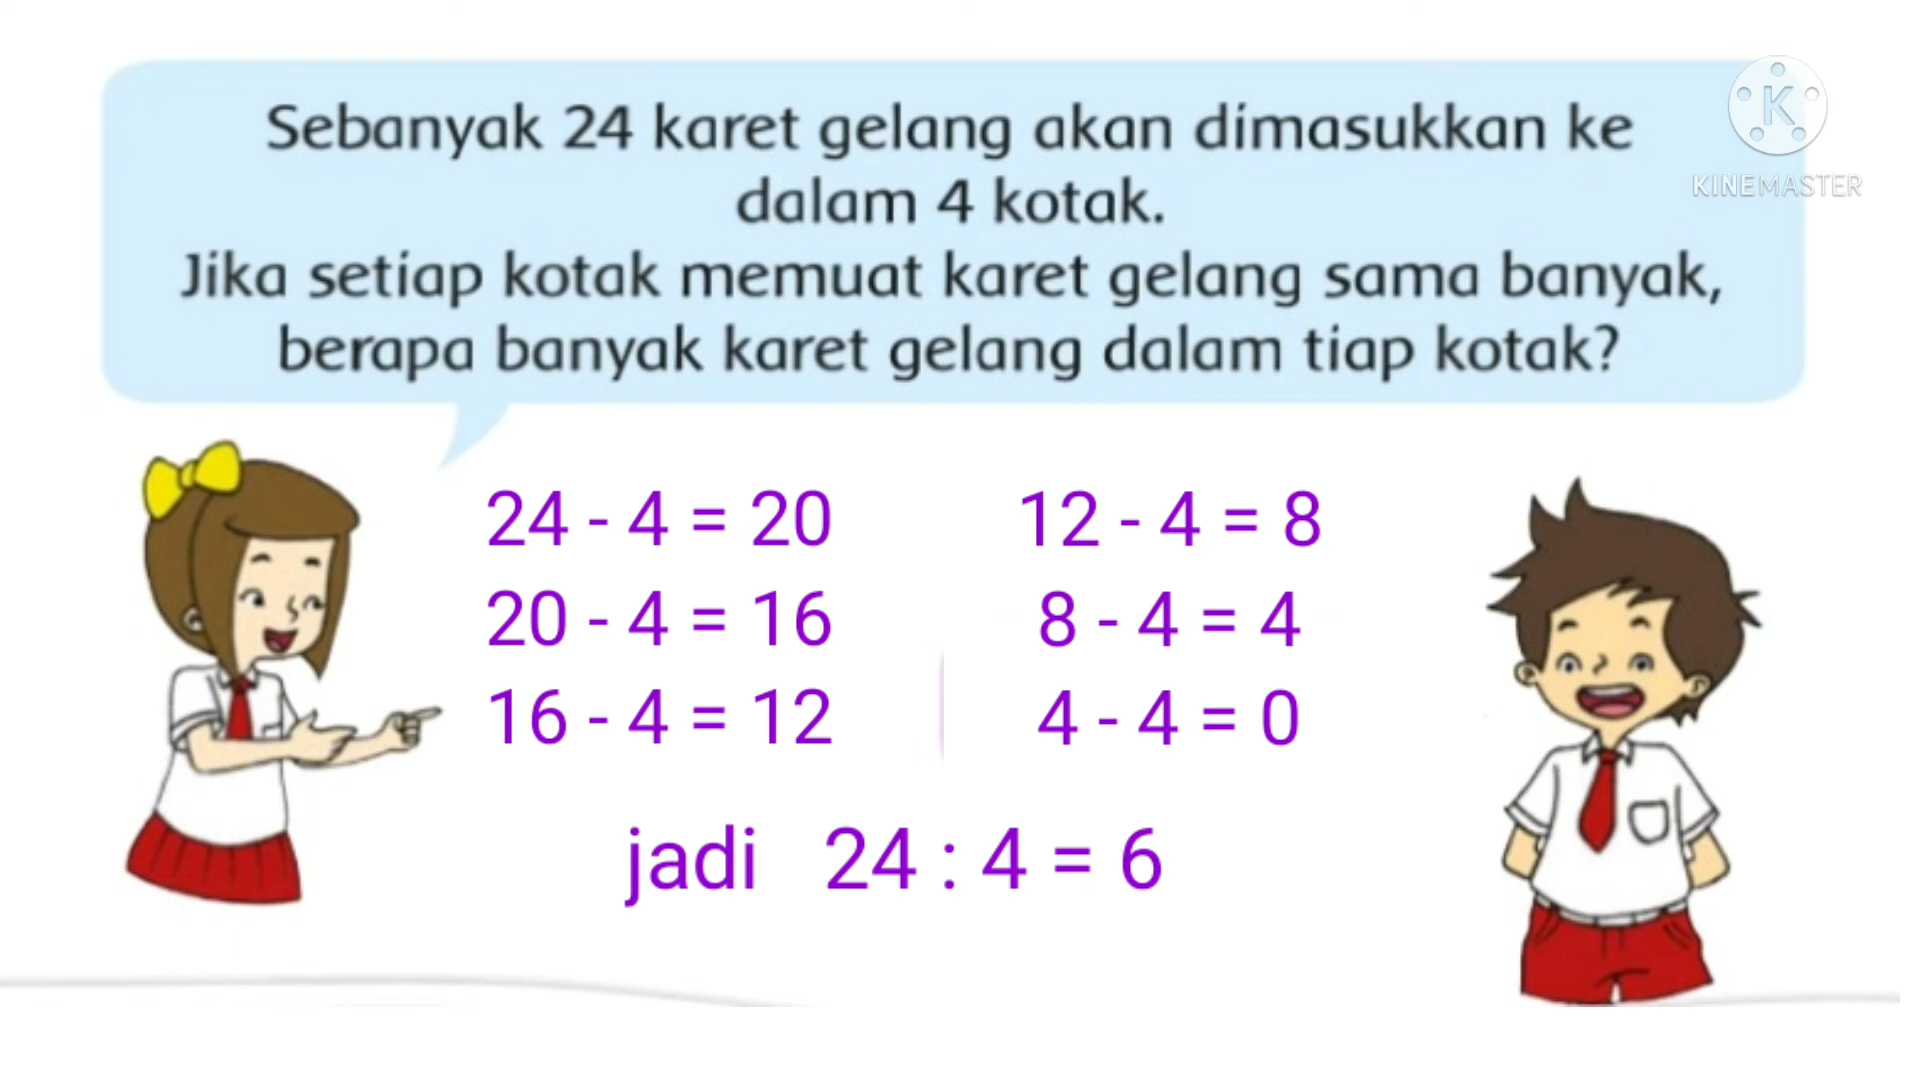 Sebanyak 24 karet gelang akan dimasukkan ke
dalam 4 kotak.
Jika setiap kotak memuat karet gelang sama banyak,
berapa banyak karet gelang dalam tiap kotak?
K
KINEMASTER
24 - 4 = 20
20 - 4 = 16
16 - 4 = 12
12 - 4 = 8
8 - 4 = 4
4 - 4 = 0
jadi 24 : 4 = 6